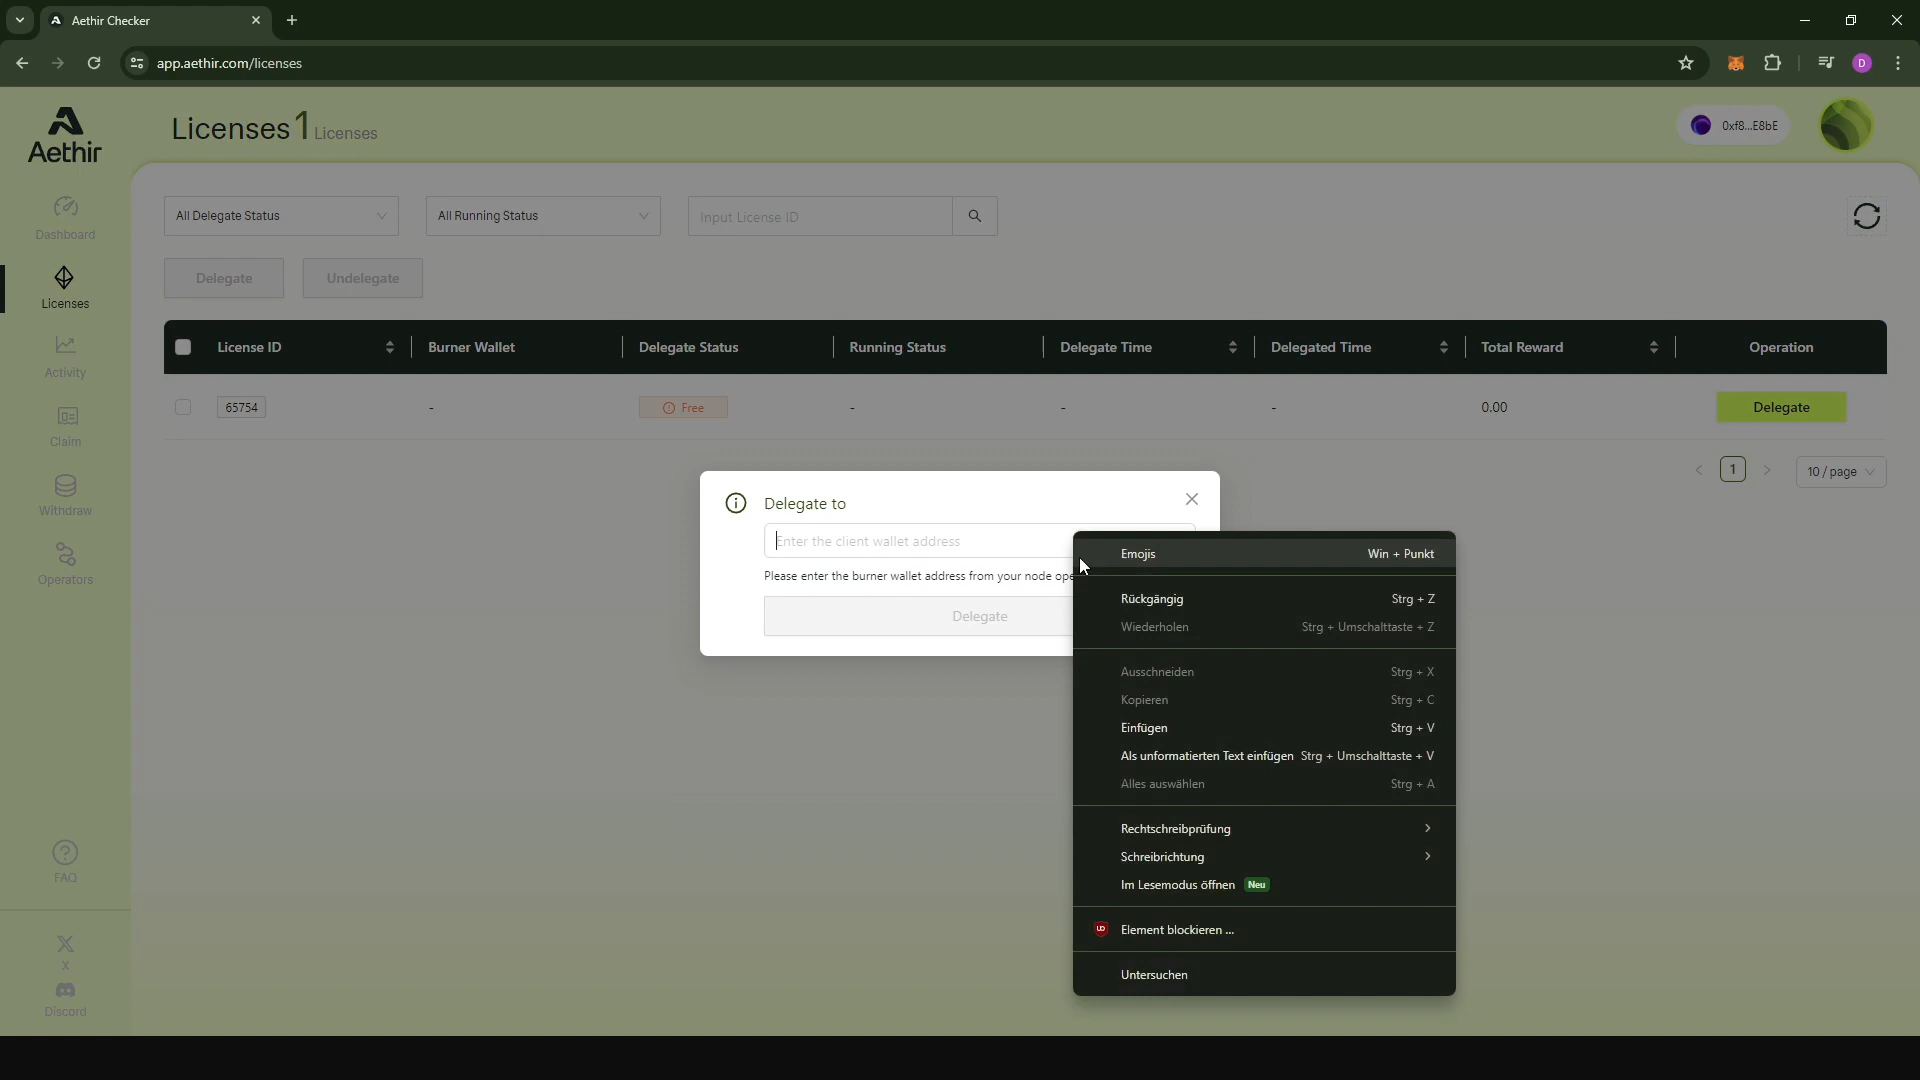 Aethir Checker
app.aethir.com/licenses
D
Aethir
Licenses 1 Licenses
0xf8...E8bE
Dashboard
Licenses
Activity
Claim
Withdraw
Operators
FAQ
X
Discord
All Delegate Status
All Running Status
Input License ID
Delegate
Undelegate
License ID Burner Wallet Delegate Status Running Status Delegate Time Delegated Time Total Reward Operation
65754 - Free - - - 0.00 Delegate
1
10 / page
Delegate to
Enter the client wallet address
Please enter the burner wallet address from your node ope
Delegate
Emojis Win + Punkt
Rückgängig Strg + Z
Wiederholen Strg + Umschalttaste + Z
Ausschneiden Strg + X
Kopieren Strg + C
Einfügen Strg + V
Als unformatierten Text einfügen Strg + Umschalttaste + V
Alles auswählen Strg + A
Rechtschreibprüfung
Schreibrichtung
Im Lesemodus öffnen Neu
Element blockieren ...
Untersuchen